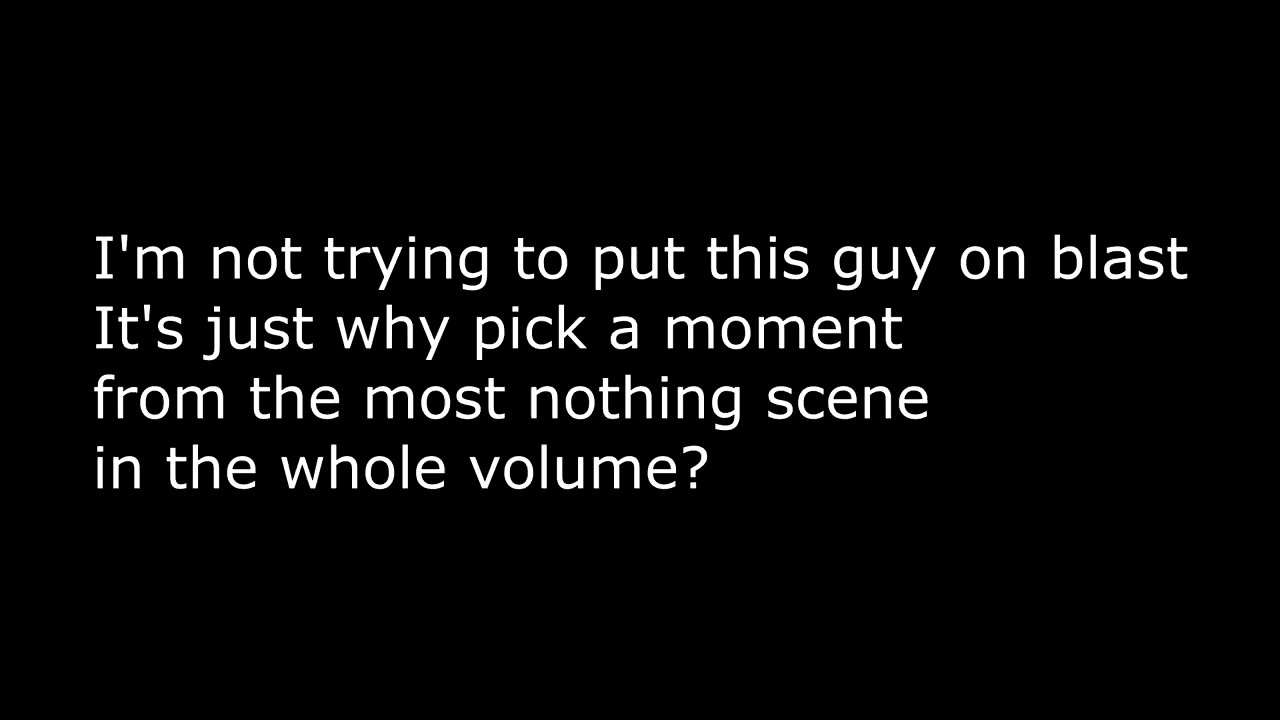 I'm not trying to put this guy on blast
It's just why pick a moment
from the most nothing scene
in the whole volume?